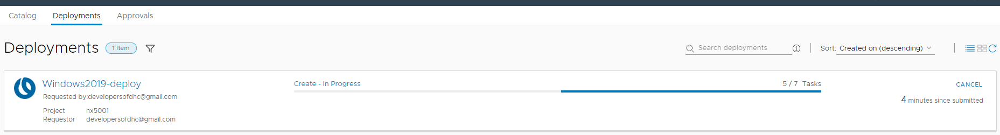 Catalog Deployments Approvals
Deployments 1 Item Search deployments Sort: Created on (descending)
Windows2019-deploy Create - In Progress 5 / 7 Tasks CANCEL
Requested by:developersofdhc@gmail.com 4 minutes since submitted
Project nx5001
Requestor developersofdhc@gmail.com